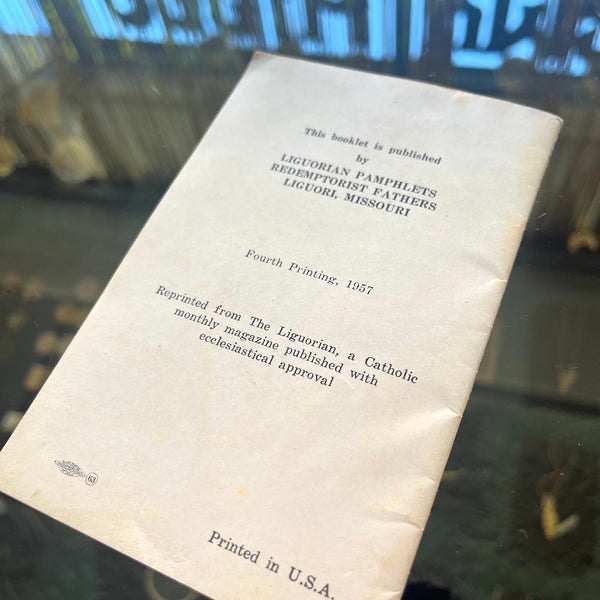 This booklet is published
by
LIGUORIAN PAMPHLETS
REDEMPTORIST FATHERS
LIGUORI, MISSOURI
Fourth Printing, 1957
Reprinted from The Liguorian, a Catholic
monthly magazine published with
ecclesiastical approval
63
Printed in U.S.A.